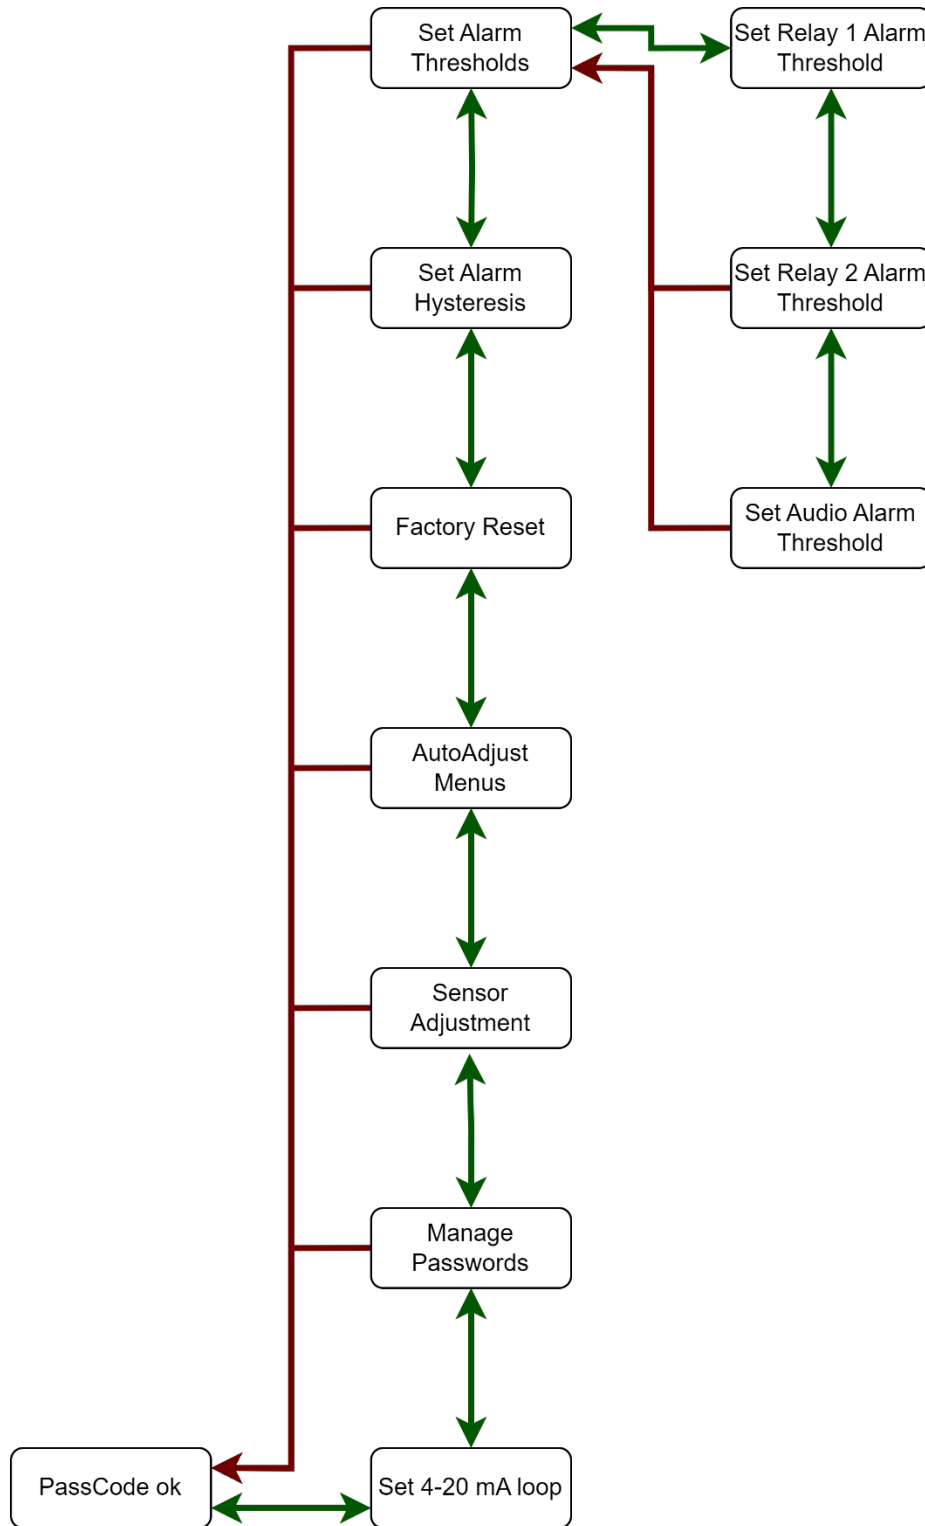 Set Alarm
Thresholds
Set Relay 1 Alarm
Threshold
Set Alarm
Hysteresis
Set Relay 2 Alarm
Threshold
Factory Reset
Set Audio Alarm
Threshold
AutoAdjust
Menus
Sensor
Adjustment
Manage
Passwords
PassCode ok
Set 4-20 mA loop